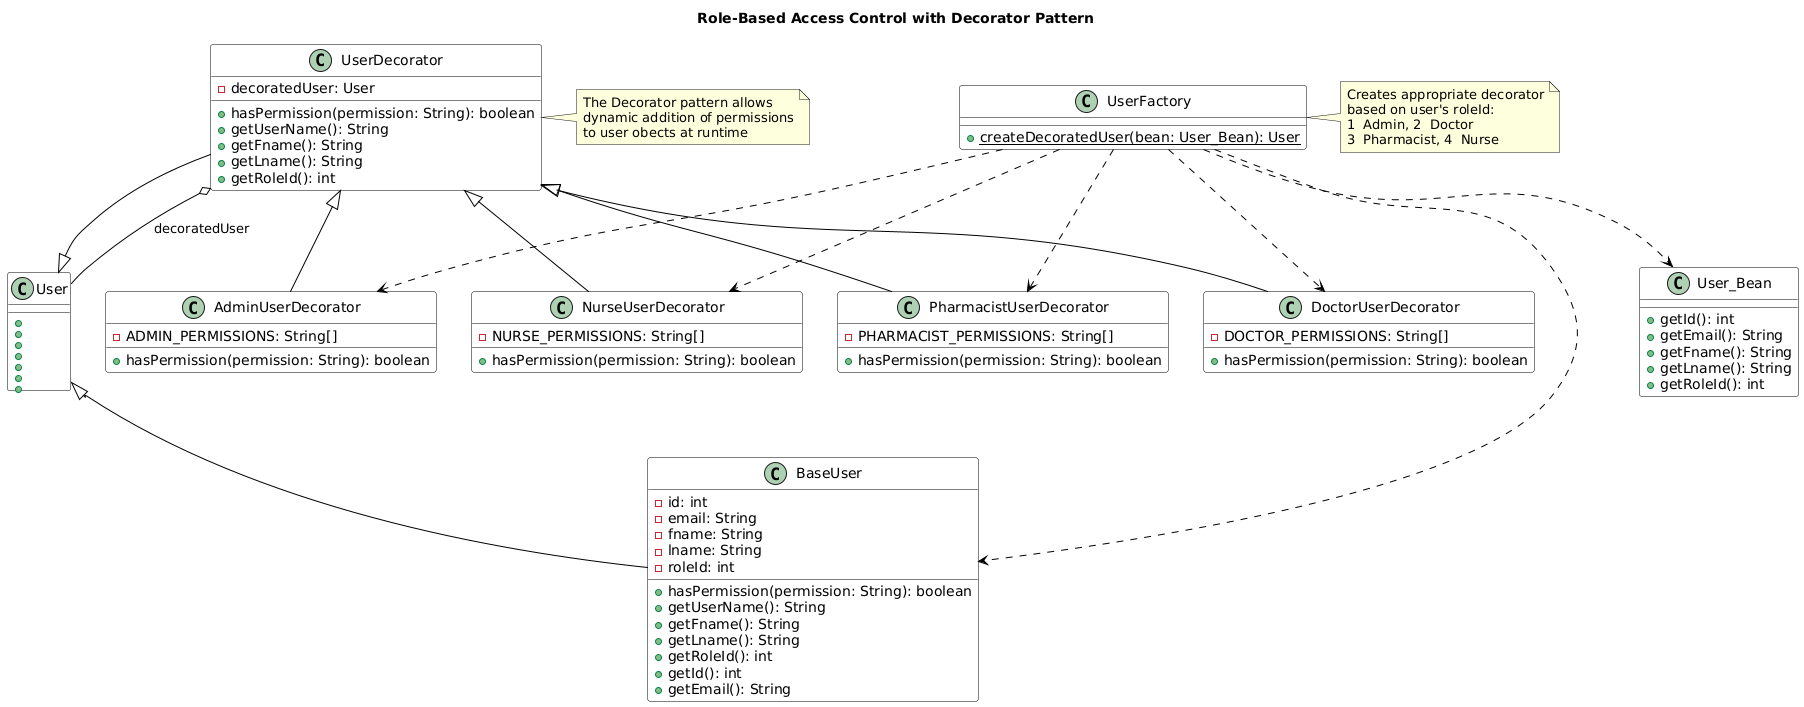 Role-Based Access Control with Decorator Pattern
C UserDecorator
decoratedUser: User
hasPermission(permission: String): boolean
getUserName(): String
getFname(): String
getLname(): String
getRoleId(): int
The Decorator pattern allows
dynamic addition of permissions
to user obects at runtime
C UserFactory
createDecoratedUser(bean: User_Bean): User
Creates appropriate decorator
based on user's roleId:
1 Admin, 2 Doctor
3 Pharmacist, 4 Nurse
decoratedUser
C User
C AdminUserDecorator
ADMIN_PERMISSIONS: String[]
hasPermission(permission: String): boolean
C NurseUserDecorator
NURSE_PERMISSIONS: String[]
hasPermission(permission: String): boolean
C PharmacistUserDecorator
PHARMACIST_PERMISSIONS: String[]
hasPermission(permission: String): boolean
C DoctorUserDecorator
DOCTOR_PERMISSIONS: String[]
hasPermission(permission: String): boolean
C User_Bean
getId(): int
getEmail(): String
getFname(): String
getLname(): String
getRoleId(): int
C BaseUser
id: int
email: String
fname: String
lname: String
roleId: int
hasPermission(permission: String): boolean
getUserName(): String
getFname(): String
getLname(): String
getRoleId(): int
getId(): int
getEmail(): String